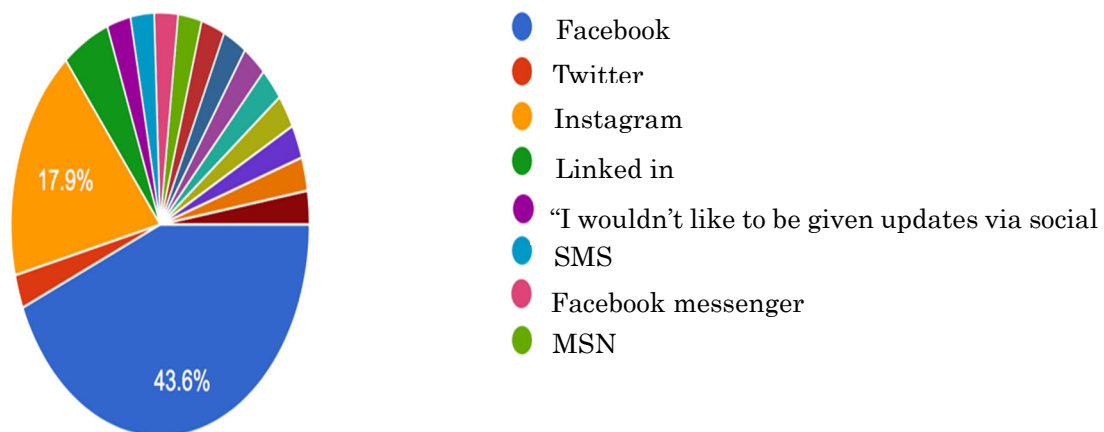 Facebook
Twitter
Instagram
17.9%
Linked in
“I wouldn’t like to be given updates via social
SMS
Facebook messenger
MSN
43.6%